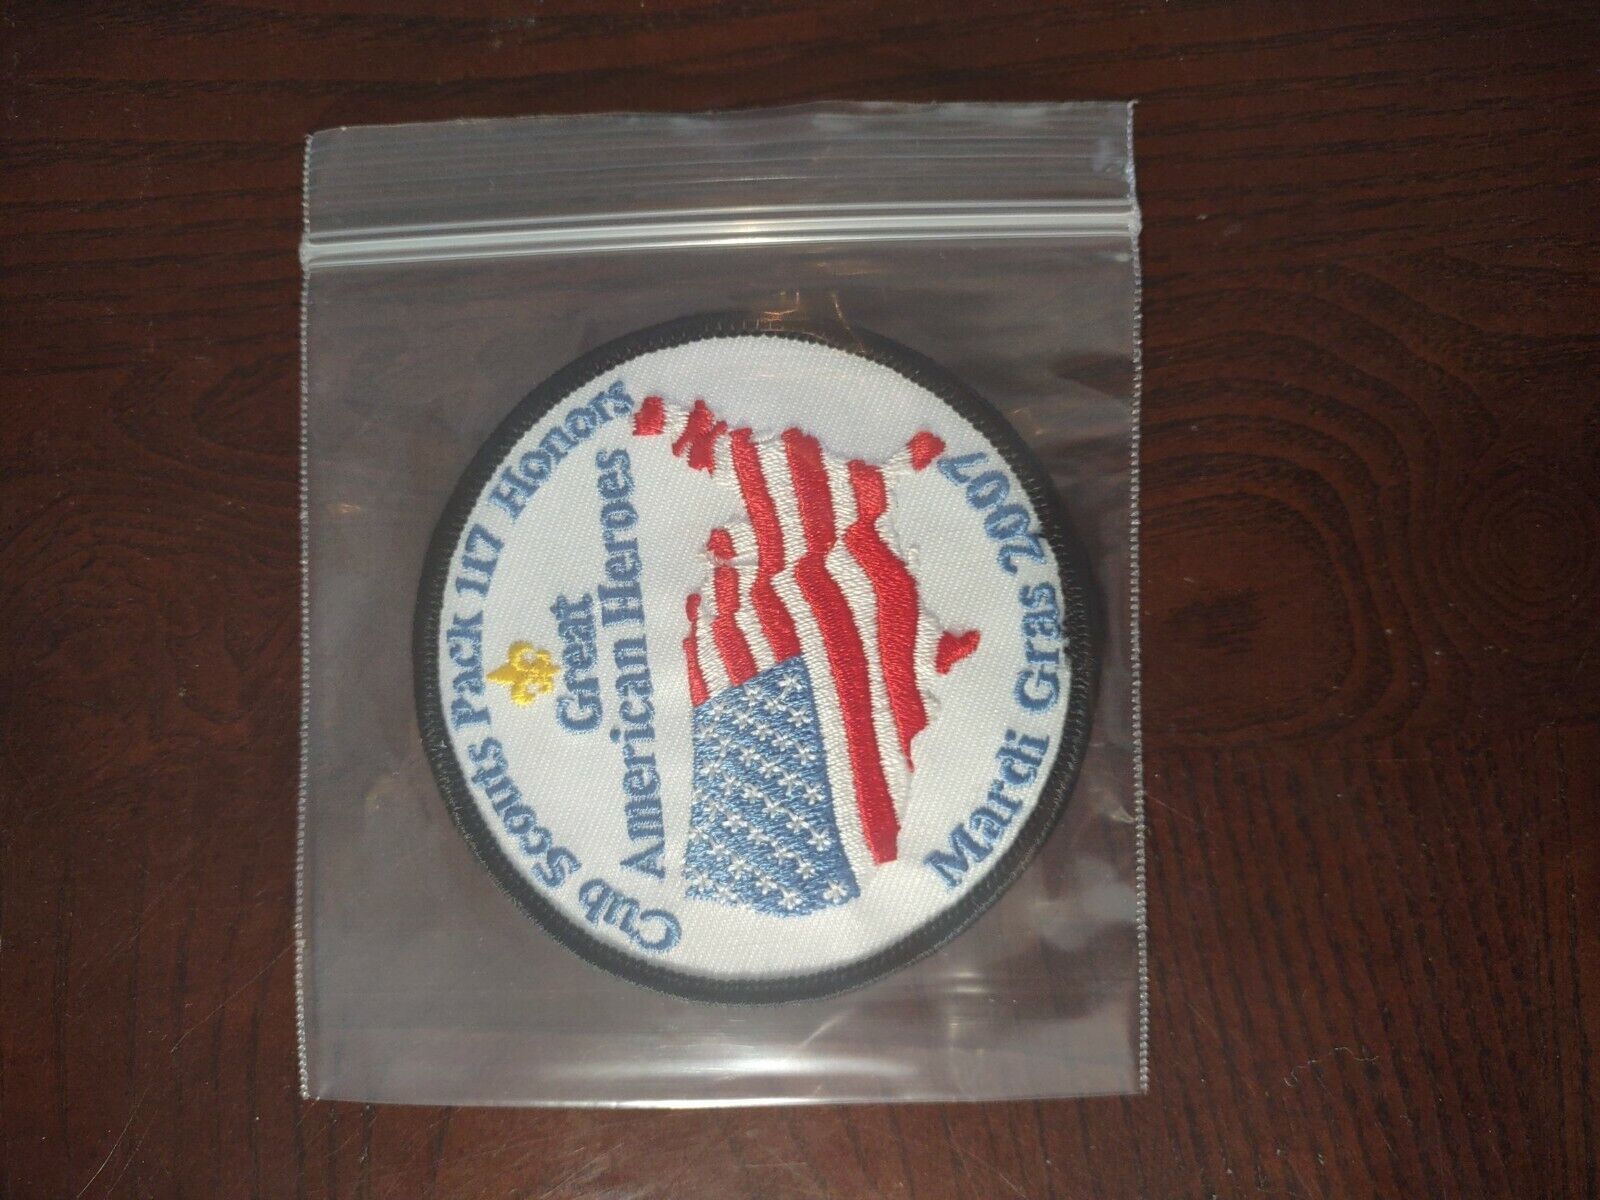 Cub Scouts Pack 117 Honors
Great
American Heroes
Mardi Gras 2007